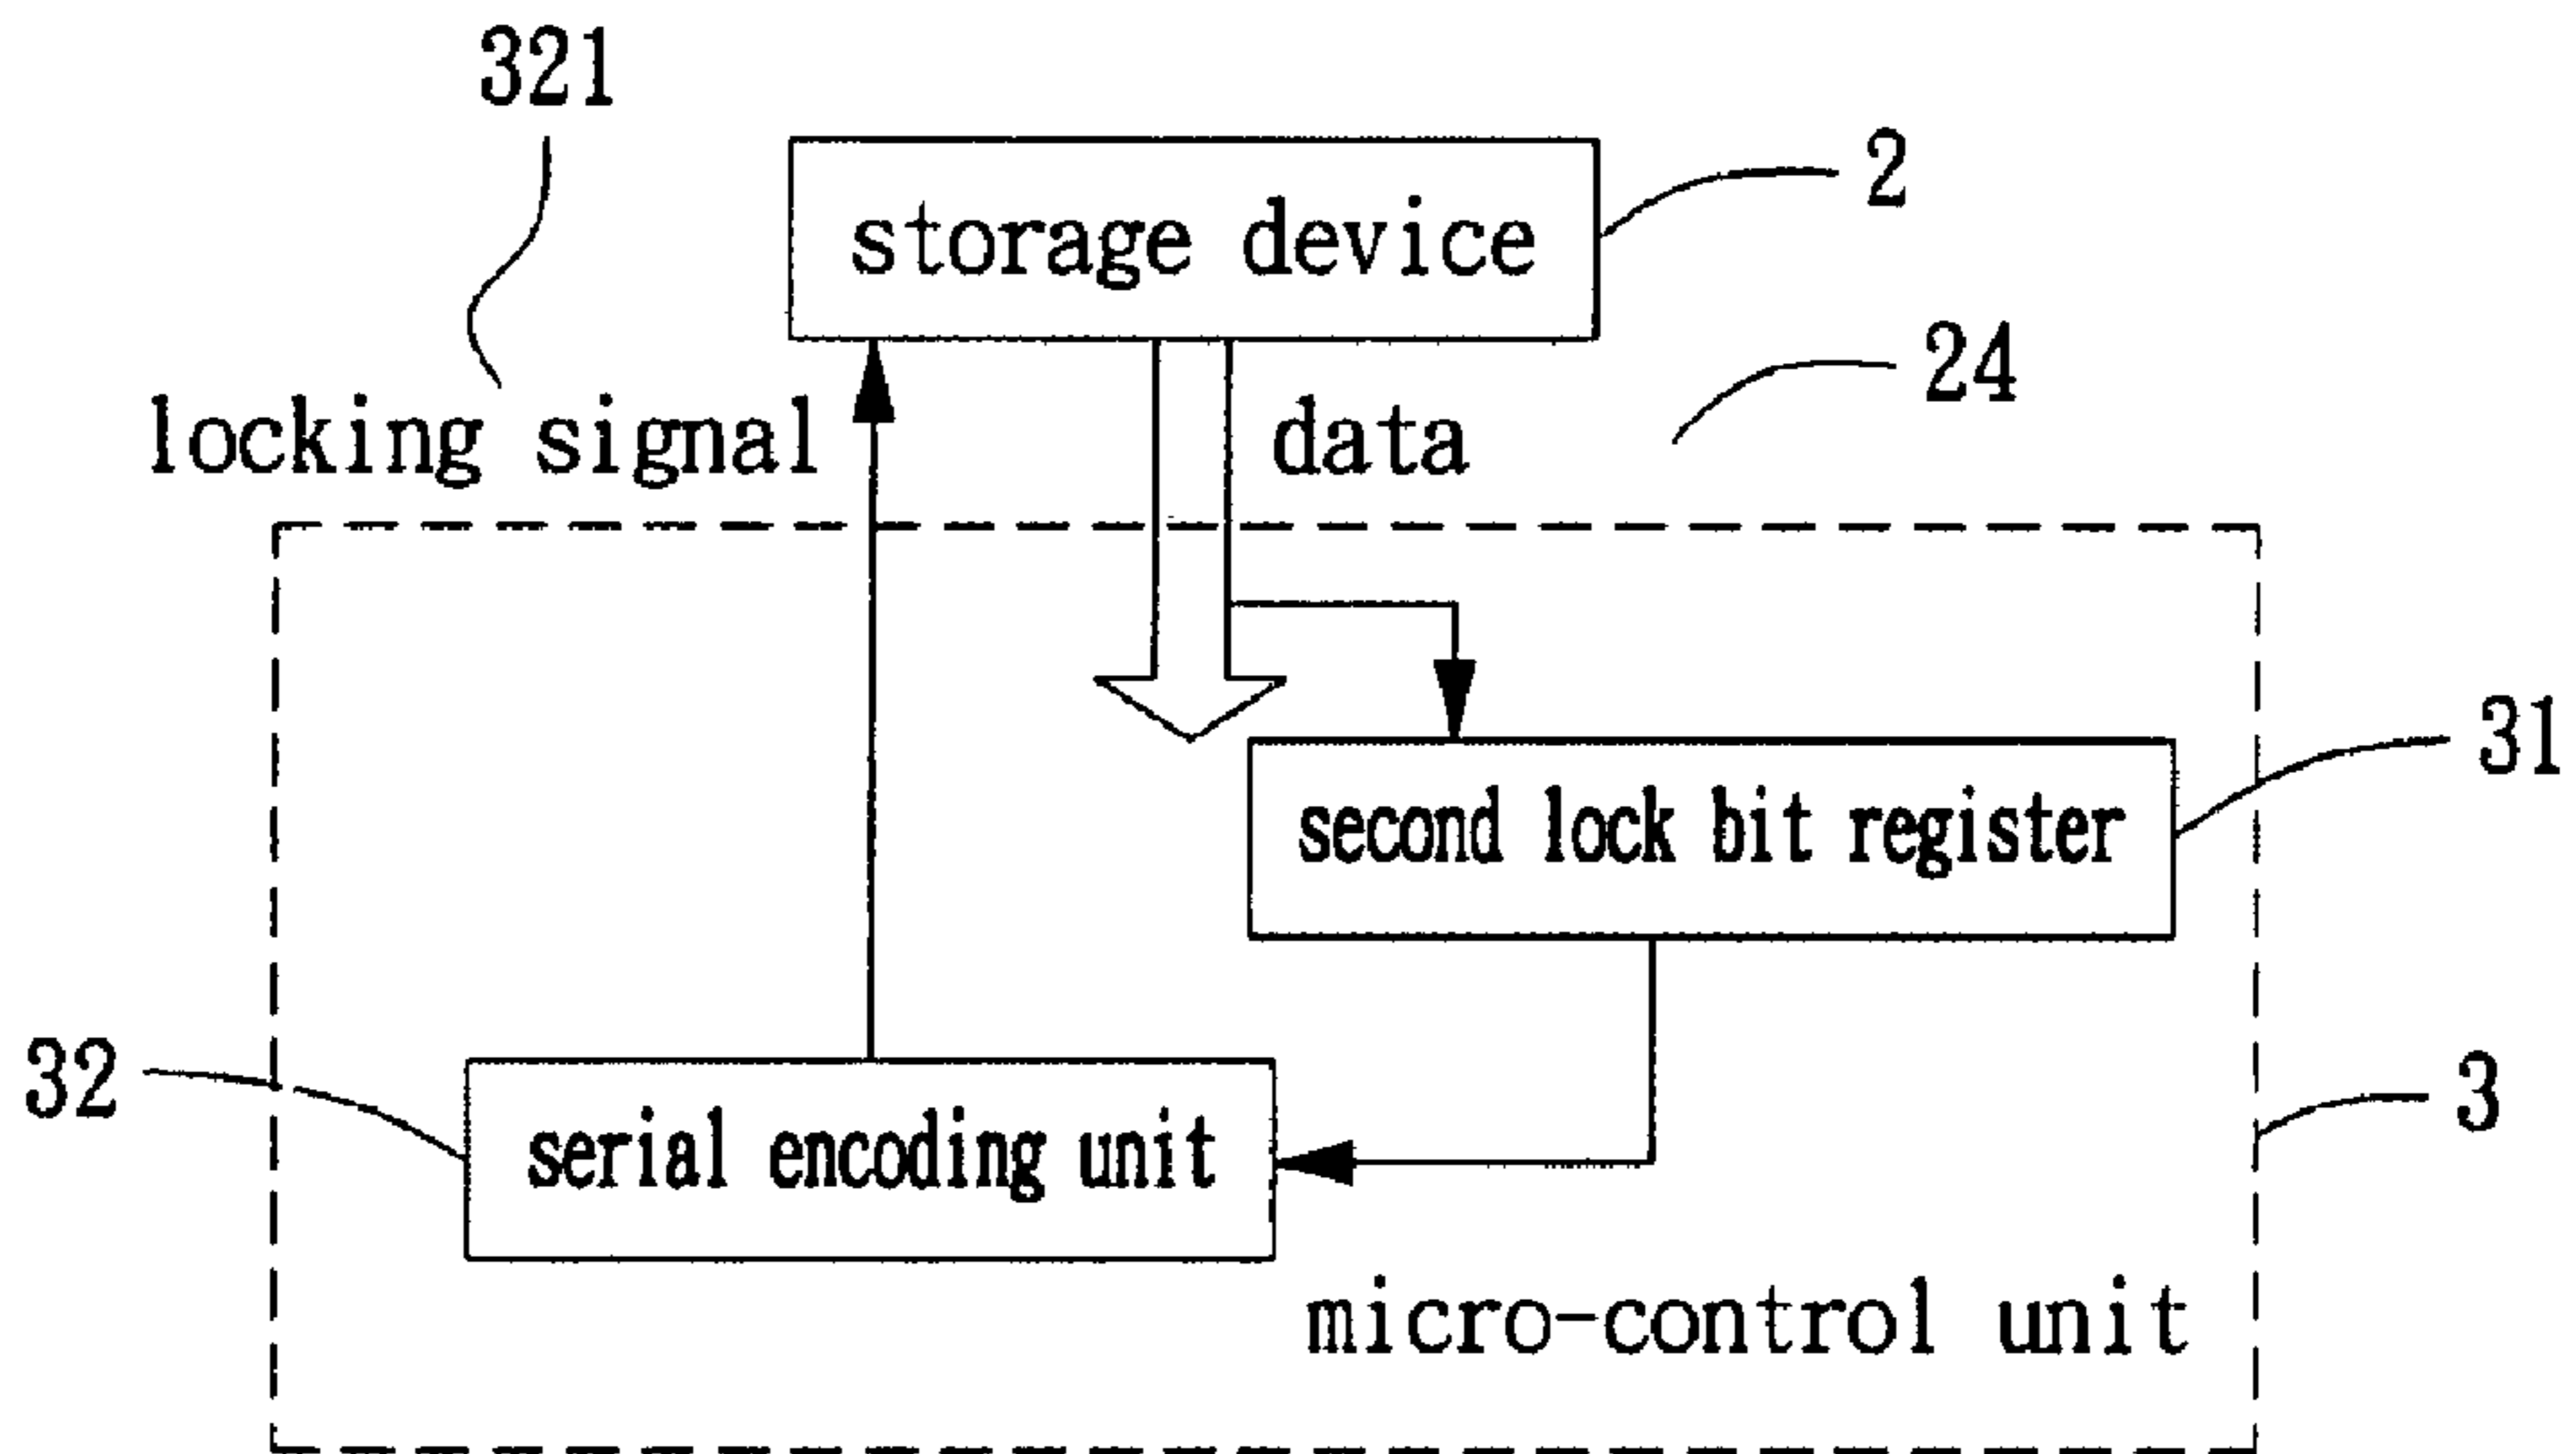 321
2
storage device
24
locking signal
data
31
second lock bit register
32
3
serial encoding unit
micro-control unit